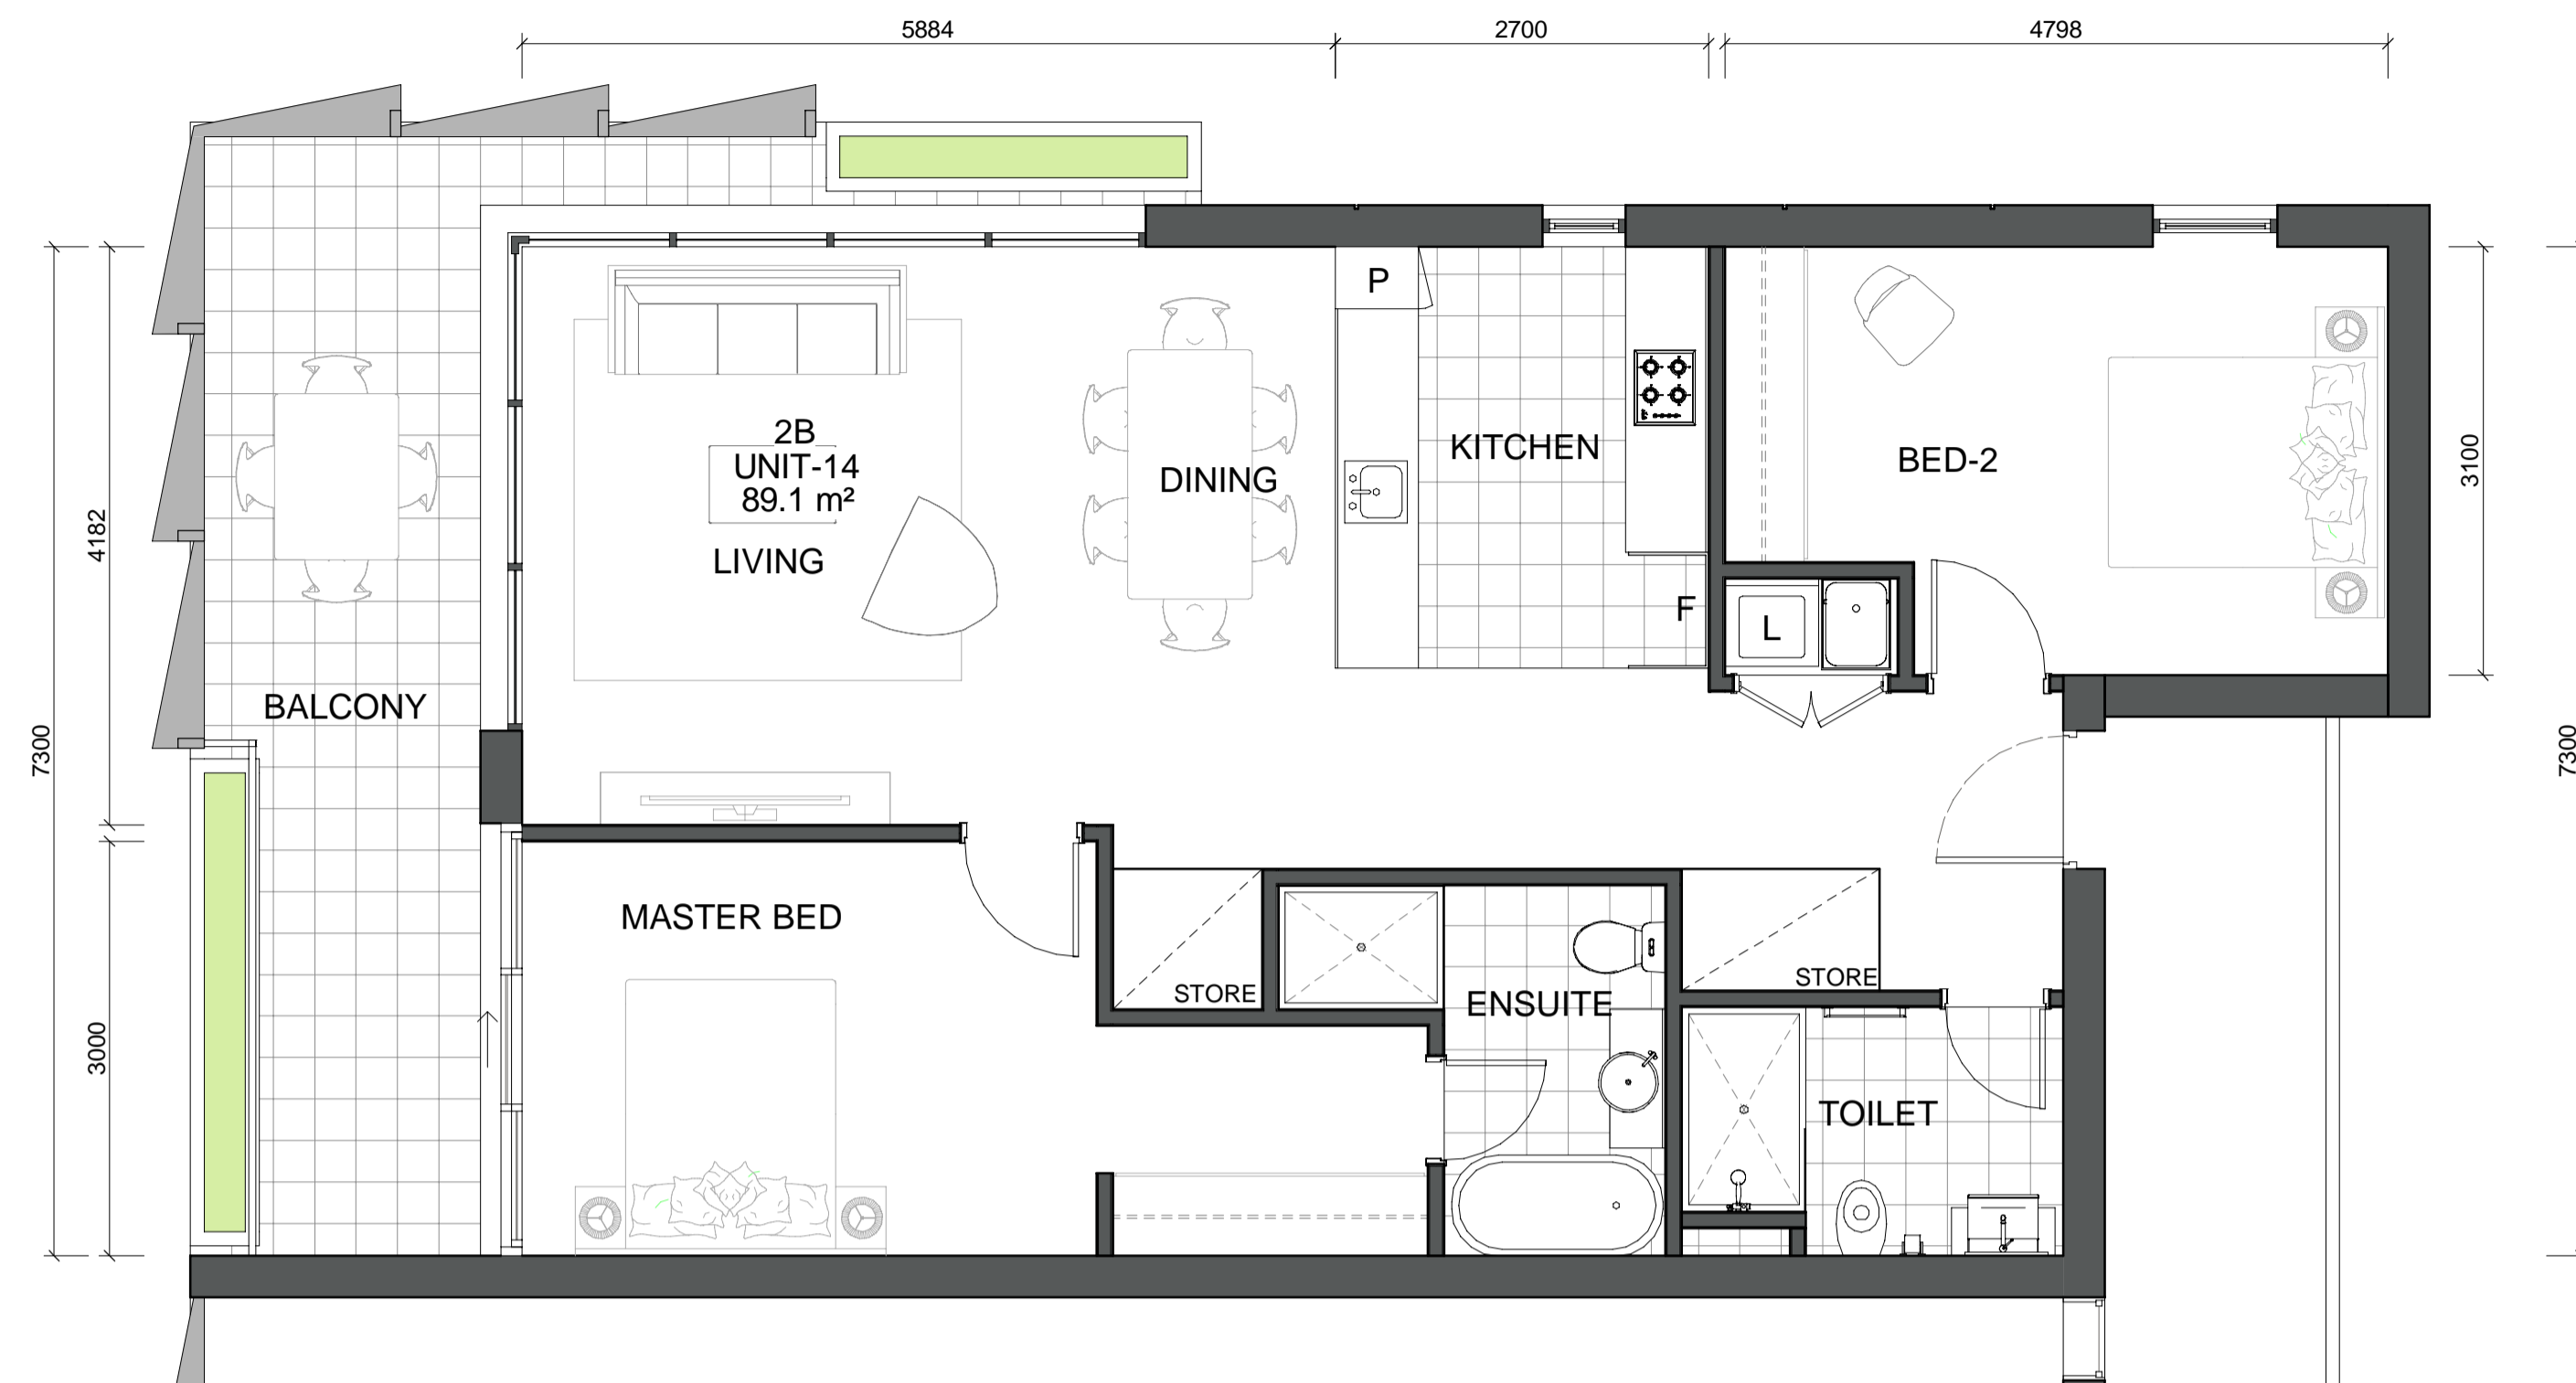 5884
2700
4798
P
2B
UNIT-14
89.1 m²
LIVING
DINING
KITCHEN
BED-2
F
L
BALCONY
4182
7300
3000
3100
7300
MASTER BED
STORE
ENSUITE
STORE
TOILET